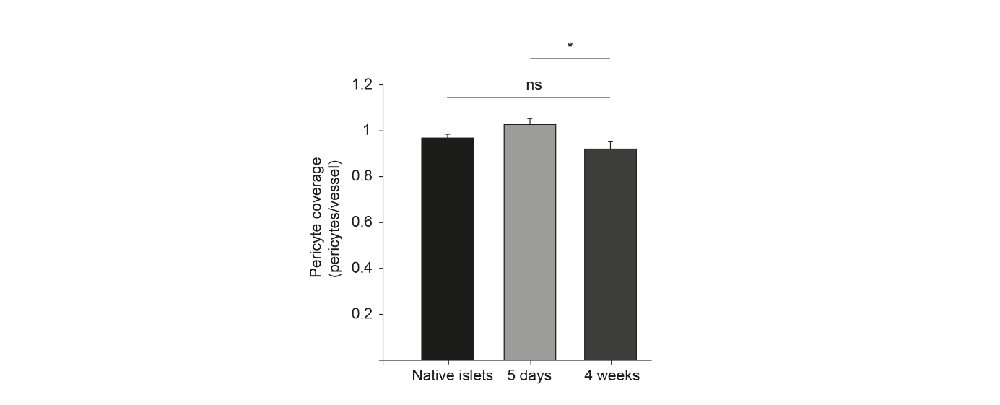 *
ns
1.2
1
0.8
0.6
0.4
0.2
Pericyte coverage
(pericytes/vessel)
Native islets 5 days 4 weeks